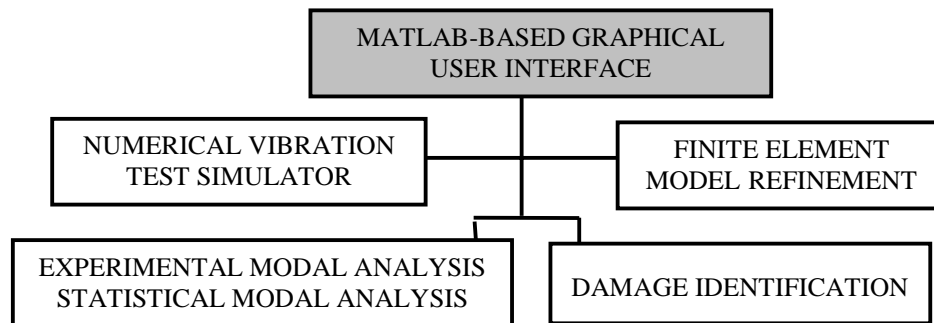 MATLAB-BASED GRAPHICAL
USER INTERFACE
NUMERICAL VIBRATION
TEST SIMULATOR
FINITE ELEMENT
MODEL REFINEMENT
EXPERIMENTAL MODAL ANALYSIS
STATISTICAL MODAL ANALYSIS
DAMAGE IDENTIFICATION